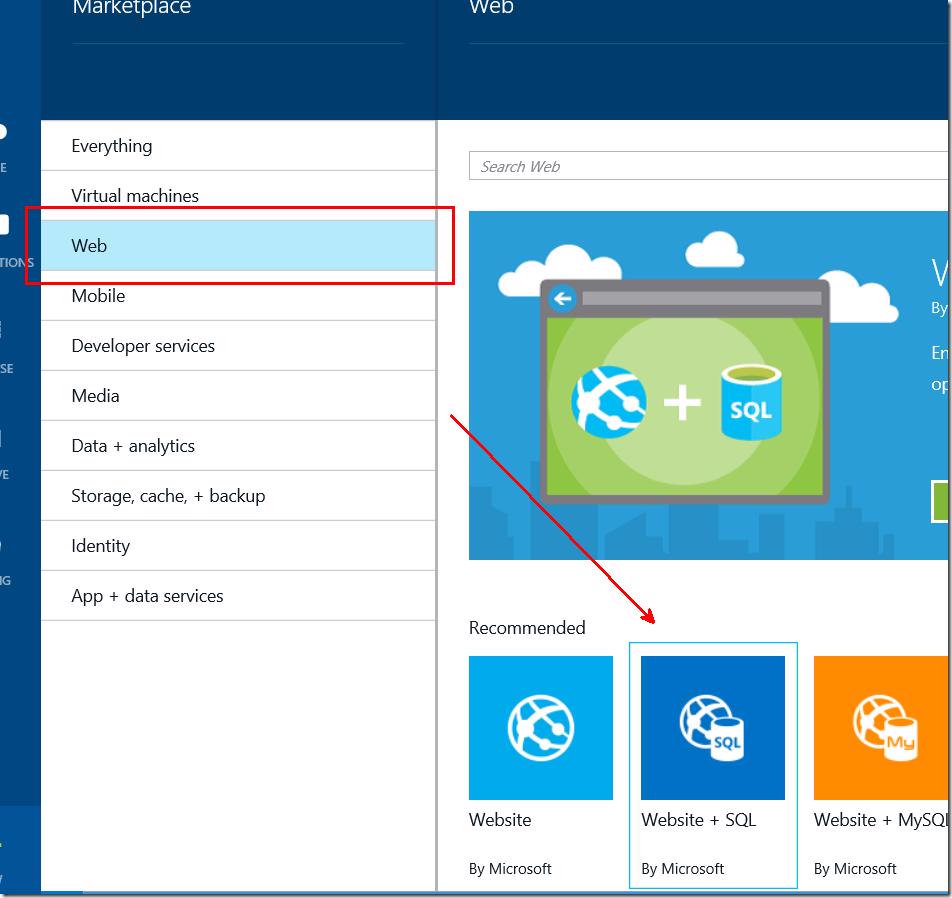 Marketplace
Web
E
TIONS
SE
VE
NG
Everything
Virtual machines
Web
Mobile
Developer services
Media
Data + analytics
Storage, cache, + backup
Identity
App + data services
Search Web
SQL
By
En
op
Recommended
SQL
My
Website
Website + SQL
Website + MySQL
By Microsoft
By Microsoft
By Microsoft